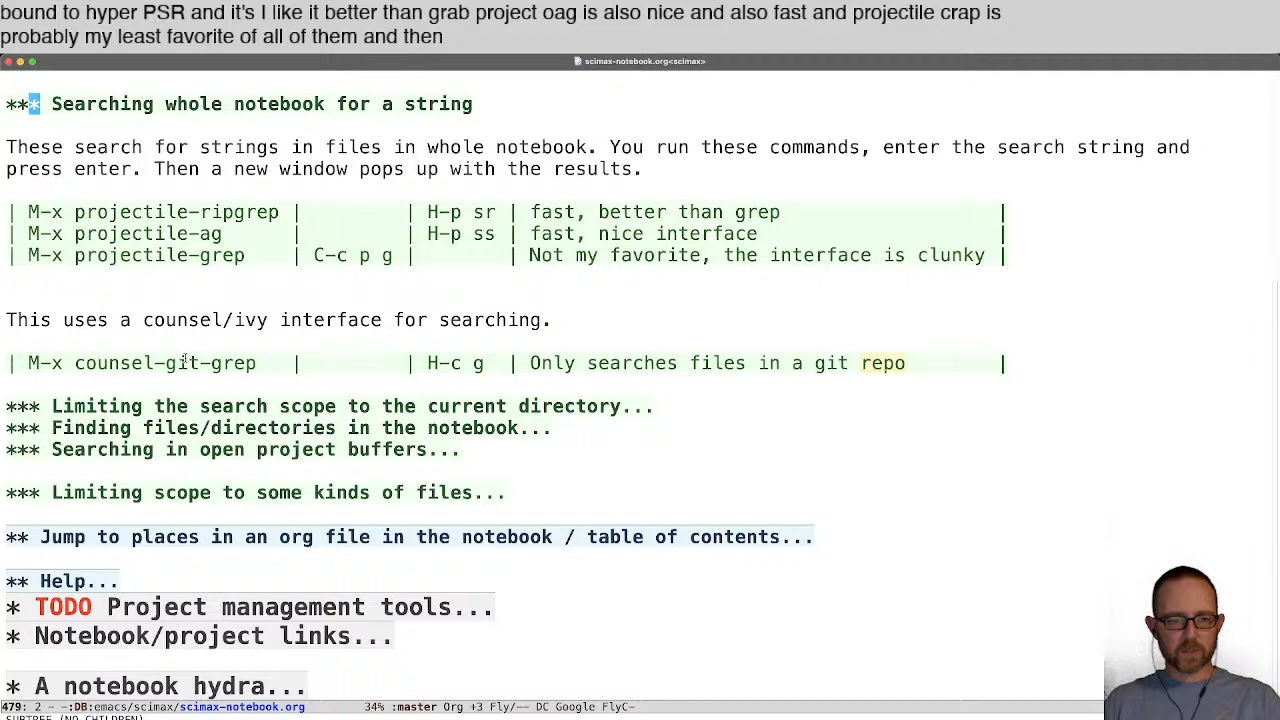 bound to hyper PSR and it's I like it better than grab project oag is also nice and also fast and projectile crap is
probably my least favorite of all of them and then
scimax-notebook.org<scimax>
*** Searching whole notebook for a string
These search for strings in files in whole notebook. You run these commands, enter the search string and
press enter. Then a new window pops up with the results.
| M-x projectile-ripgrep | | H-p sr | fast, better than grep |
| M-x projectile-ag | | H-p ss | fast, nice interface |
| M-x projectile-grep | C-c p g | | Not my favorite, the interface is clunky |
This uses a counsel/ivy interface for searching.
| M-x counsel-git-grep | | H-c g | Only searches files in a git repo |
*** Limiting the search scope to the current directory...
*** Finding files/directories in the notebook...
*** Searching in open project buffers...
*** Limiting scope to some kinds of files...
** Jump to places in an org file in the notebook / table of contents...
** Help...
* TODO Project management tools...
* Notebook/project links...
* A notebook hydra...
479: 2 - -:DB:emacs/scimax/scimax-notebook.org 34% :master Org +3 Fly/-- DC Google FlyC-
SUBTREE (NO CHILDREN)